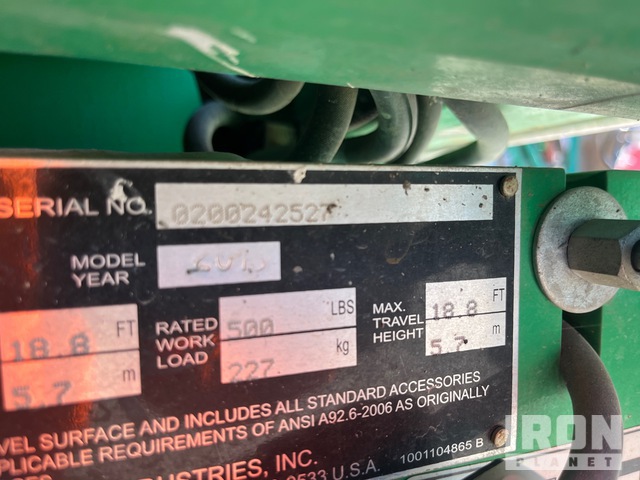 SERIAL NO. 0200242527
MODEL YEAR
18.8 FT
5.7 m
RATED WORK LOAD
500 LBS
227 kg
MAX. TRAVEL HEIGHT
18.8 FT
5.7 m
VEL SURFACE AND INCLUDES ALL STANDARD ACCESSORIES
PLICABLE REQUIREMENTS OF ANSI A92.6-2006 AS ORIGINALLY
USTRIES, INC.
0533 U.S.A.
1001104865 B
IRON PLANET